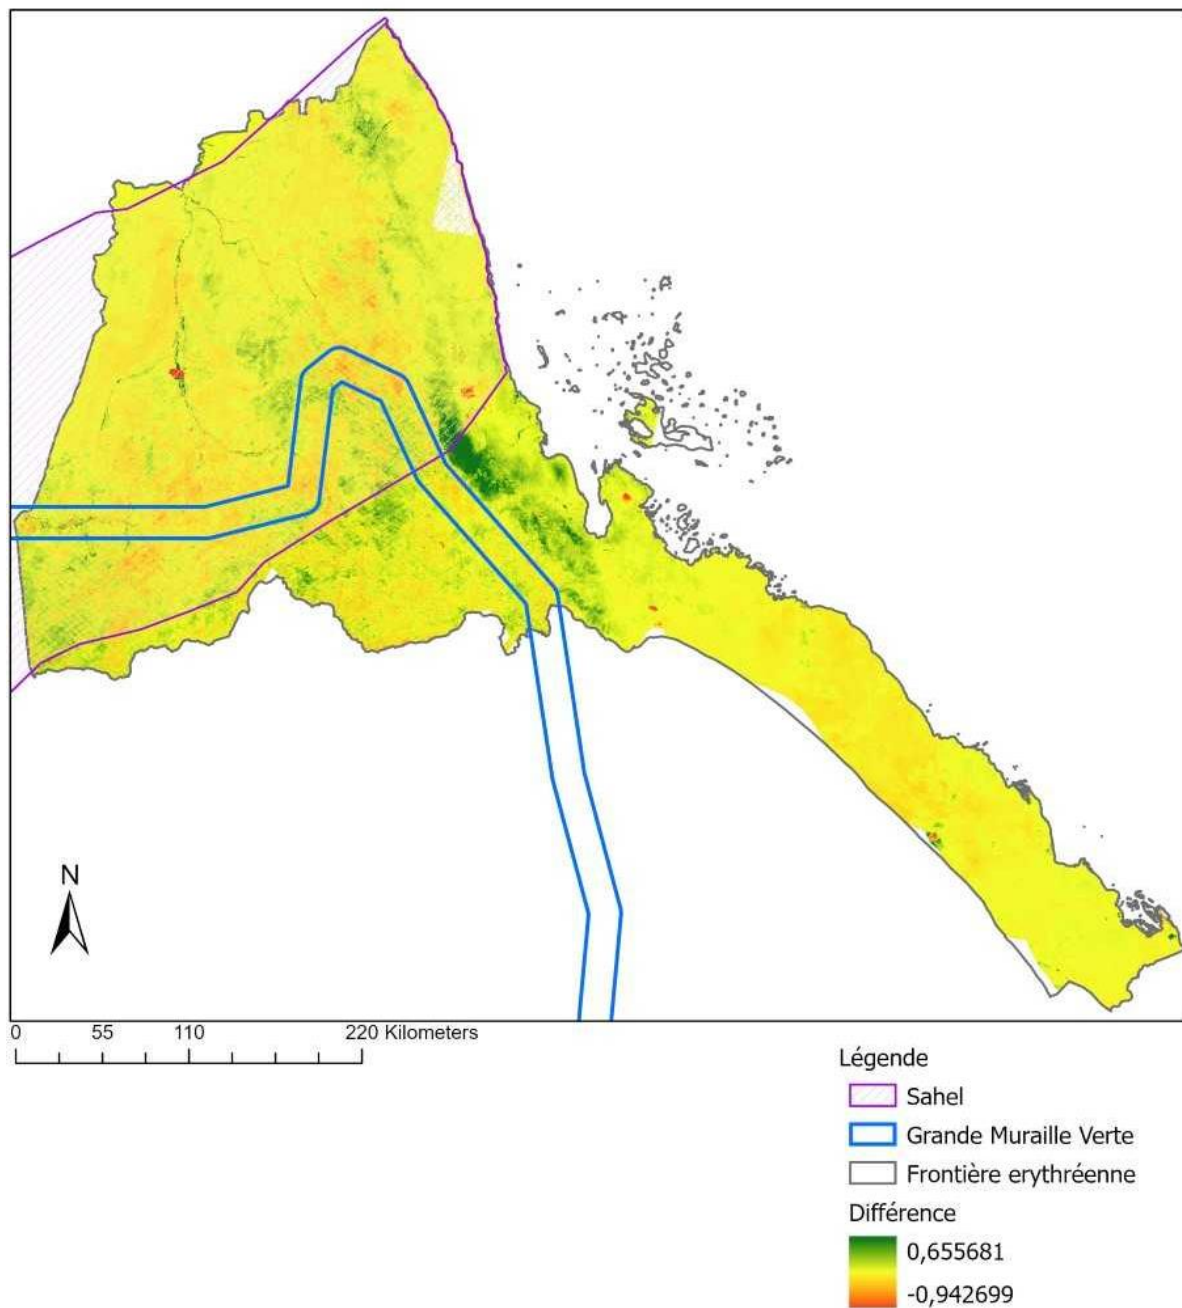 N
0 55 110 220 Kilometers
Légende
Sahel
Grande Muraille Verte
Frontière erythréenne
Différence
0,655681
-0,942699